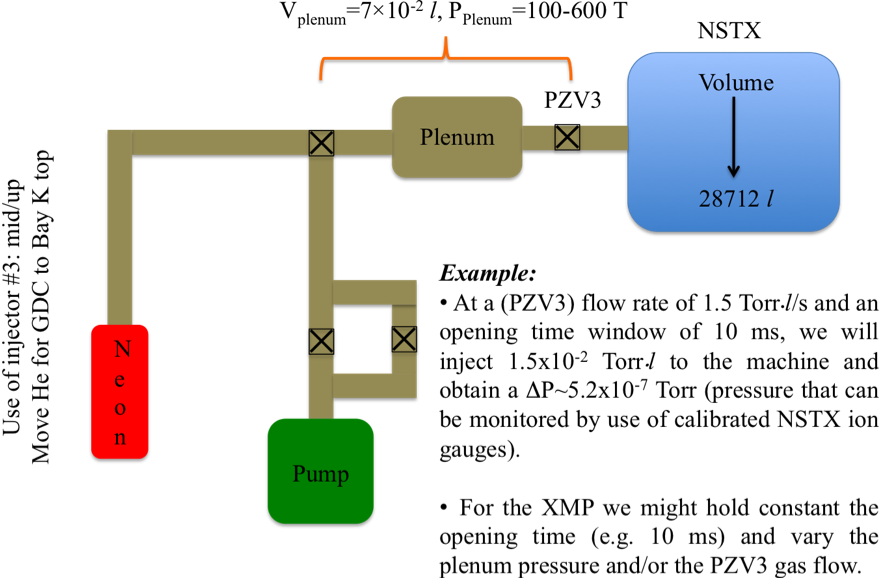 V_plenum=7×10⁻² l, P_Plenum=100-600 T
NSTX
PZV3
Volume
Plenum
28712 l
Use of injector #3: mid/up
Move He for GDC to Bay K top
Neon
Pump
Example:
• At a (PZV3) flow rate of 1.5 Torr·l/s and an
opening time window of 10 ms, we will
inject 1.5x10⁻² Torr·l to the machine and
obtain a ΔP~5.2x10⁻⁷ Torr (pressure that can
be monitored by use of calibrated NSTX ion
gauges).
• For the XMP we might hold constant the
opening time (e.g. 10 ms) and vary the
plenum pressure and/or the PZV3 gas flow.